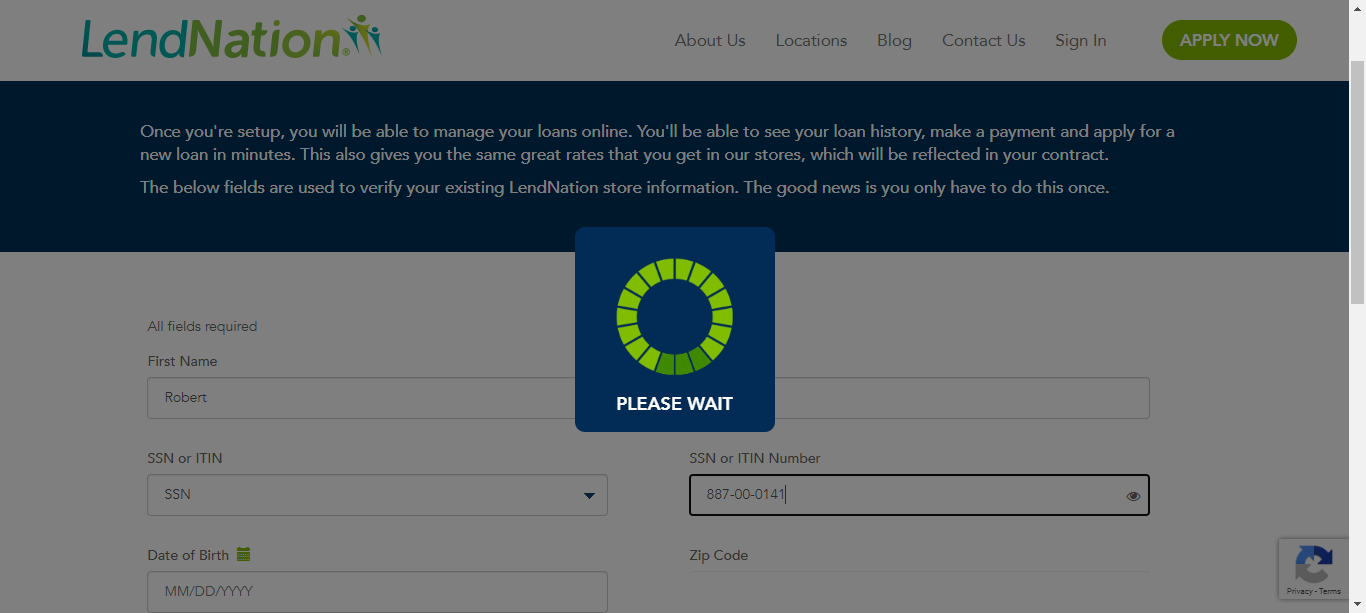 LendNation.®
About Us
Locations
Blog
Contact Us
Sign In
APPLY NOW
Once you're setup, you will be able to manage your loans online. You'll be able to see your loan history, make a payment and apply for a
new loan in minutes. This also gives you the same great rates that you get in our stores, which will be reflected in your contract.
The below fields are used to verify your existing LendNation store information. The good news is you only have to do this once.
PLEASE WAIT
All fields required
First Name
Robert
SSN or ITIN
SSN or ITIN Number
SSN
887-00-0141
Date of Birth
Zip Code
MM/DD/YYYY
Privacy - Terms